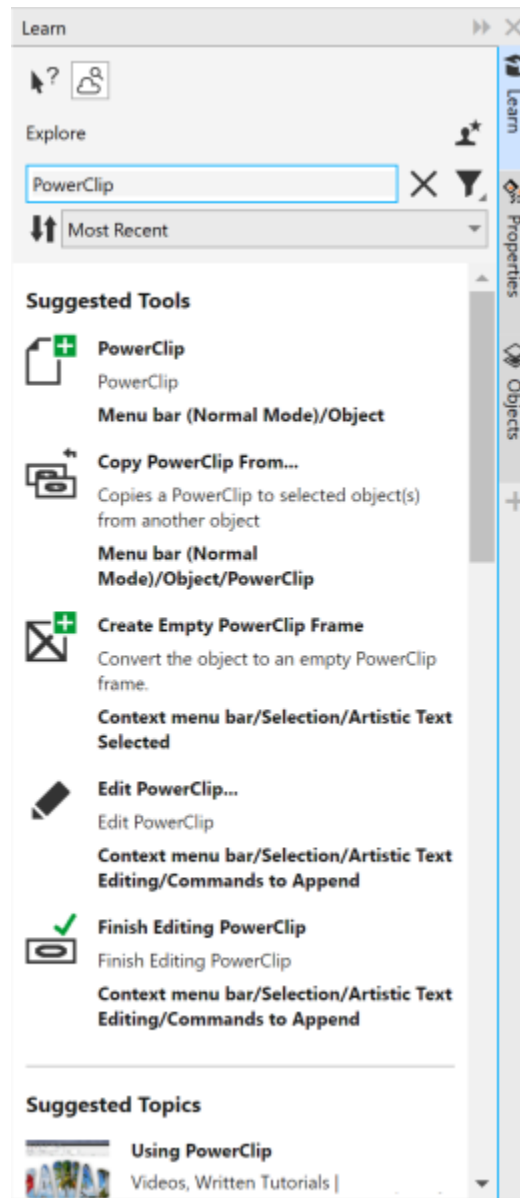 Learn
?
Explore
PowerClip
Most Recent
Suggested Tools
PowerClip
PowerClip
Menu bar (Normal Mode)/Object
Copy PowerClip From...
Copies a PowerClip to selected object(s)
from another object
Menu bar (Normal
Mode)/Object/PowerClip
Create Empty PowerClip Frame
Convert the object to an empty PowerClip
frame.
Context menu bar/Selection/Artistic Text
Selected
Edit PowerClip...
Edit PowerClip
Context menu bar/Selection/Artistic Text
Editing/Commands to Append
Finish Editing PowerClip
Finish Editing PowerClip
Context menu bar/Selection/Artistic Text
Editing/Commands to Append
Suggested Topics
Using PowerClip
Videos, Written Tutorials |
Learn
Properties
Objects